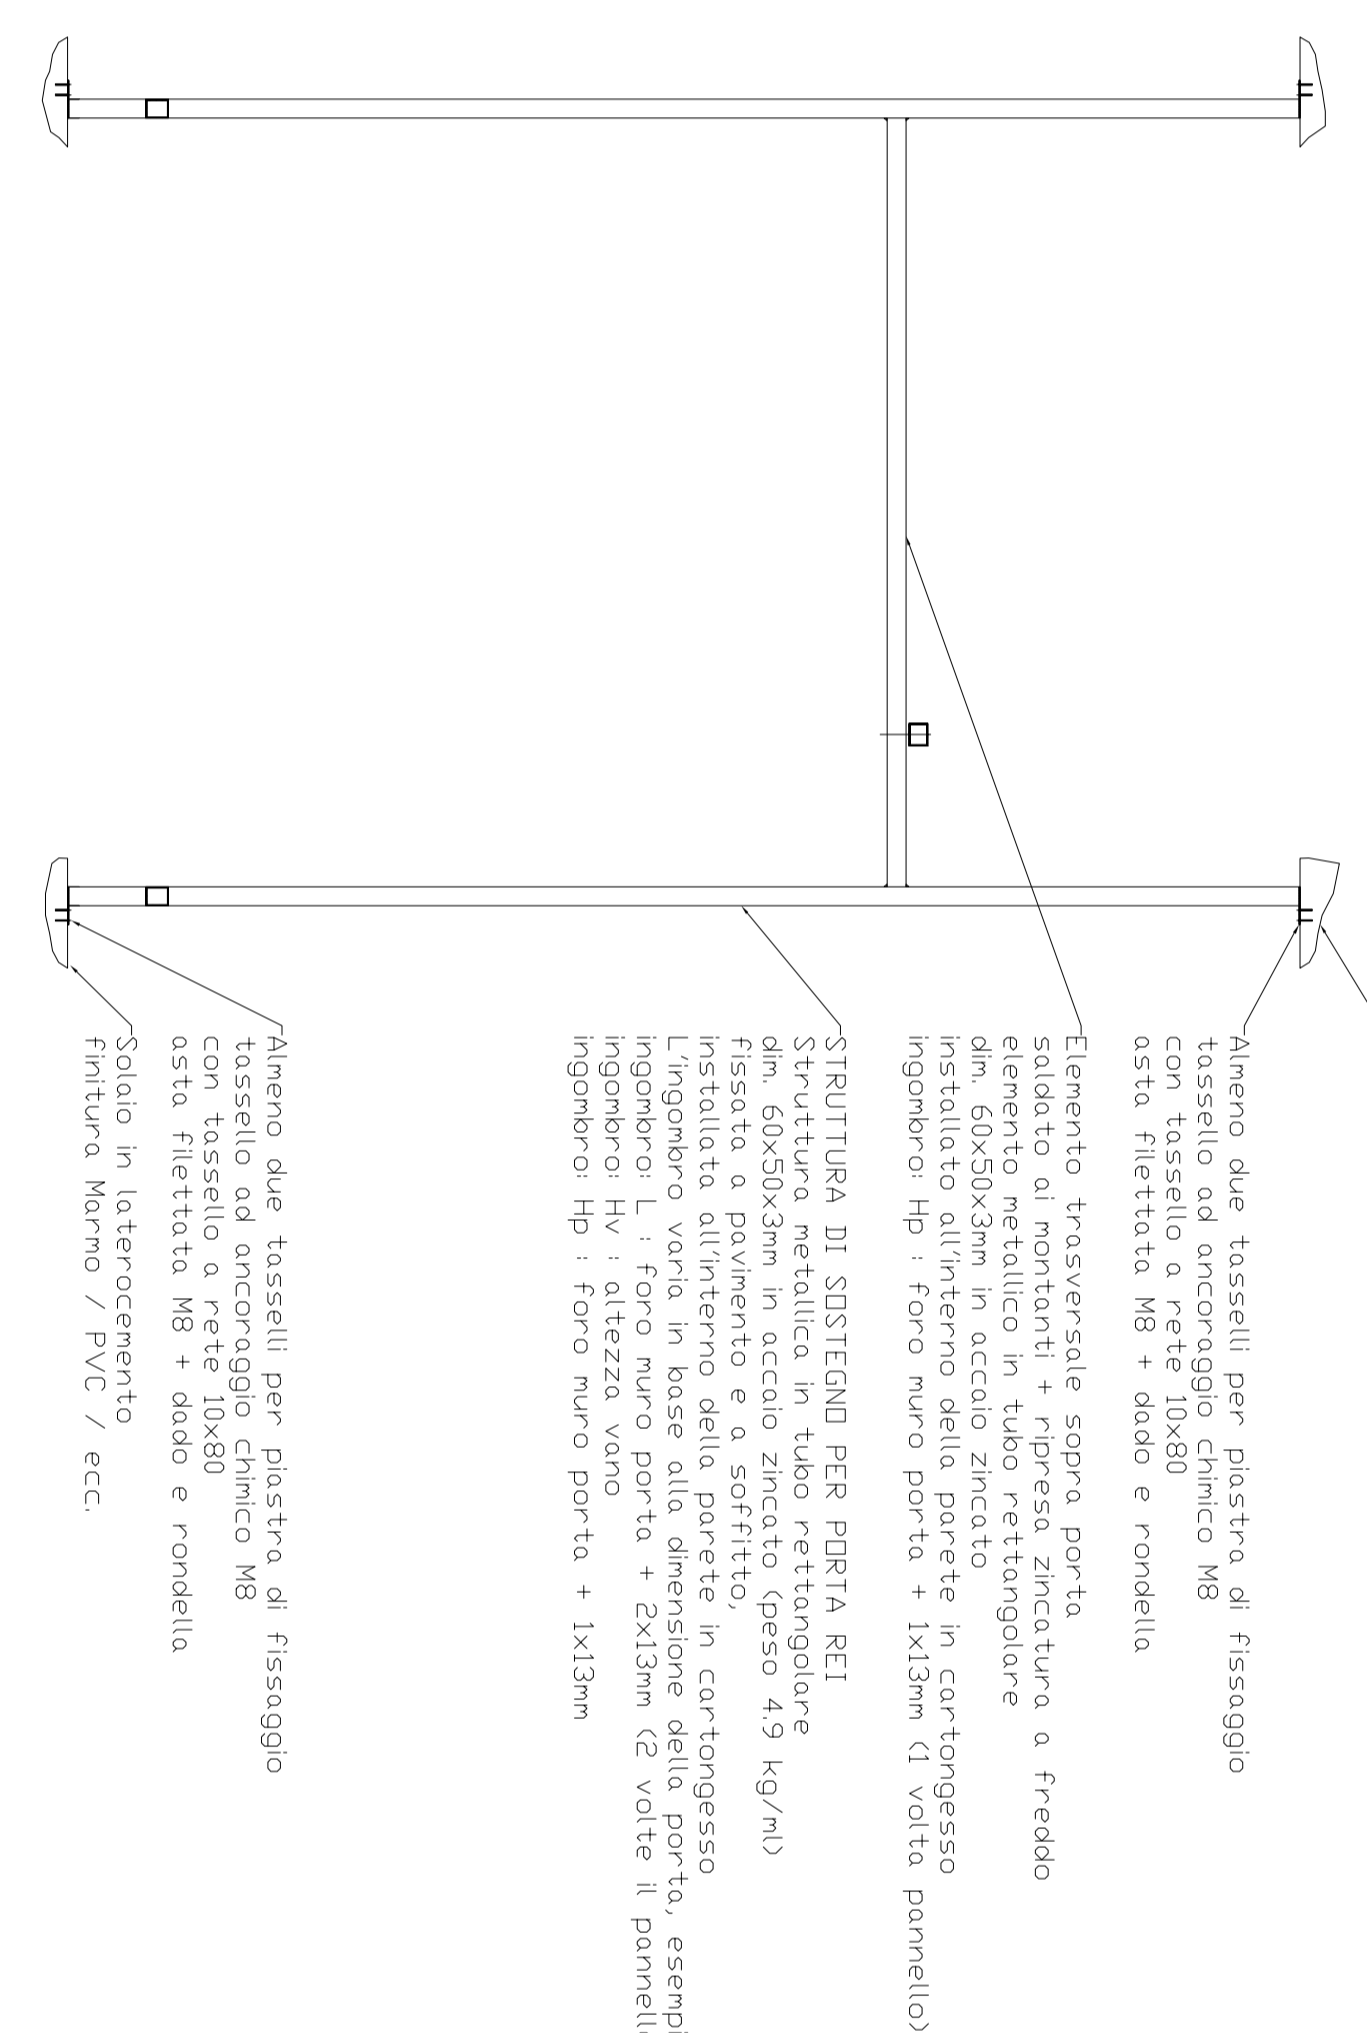 Almeno due tasselli per piastra di fissaggio
tassello ad ancoraggio chimico M8
con tassello a rete 10x80
asta filettata M8 + dado e rondella
Elemento trasversale sopra porta
saldato ai montanti + ripresa zincatura a freddo
elemento metallico in tubo rettangolare
dim. 60x50x3mm in accaio zincato
installato all'interno della parete in cartongesso
ingombro: Hp : foro muro porta + 1x13mm (1 volta pannello)
STRUTTURA DI SOSTEGNO PER PORTA REI
Struttura metallica in tubo rettangolare
dim. 60x50x3mm in accaio zincato (peso 4,9 kg/ml)
fissata a pavimento e a soffitto,
installata all'interno della parete in cartongesso
L'ingombro varia in base alla dimensione della porta, esempi
ingombro: L : foro muro porta + 2x13mm (2 volte il pannell
ingombro: Hv : altezza vano
ingombro: Hp : foro muro porta + 1x13mm
Almeno due tasselli per piastra di fissaggio
tassello ad ancoraggio chimico M8
con tassello a rete 10x80
asta filettata M8 + dado e rondella
Solaio in laterocemento
finitura Marmo / PVC / ecc.